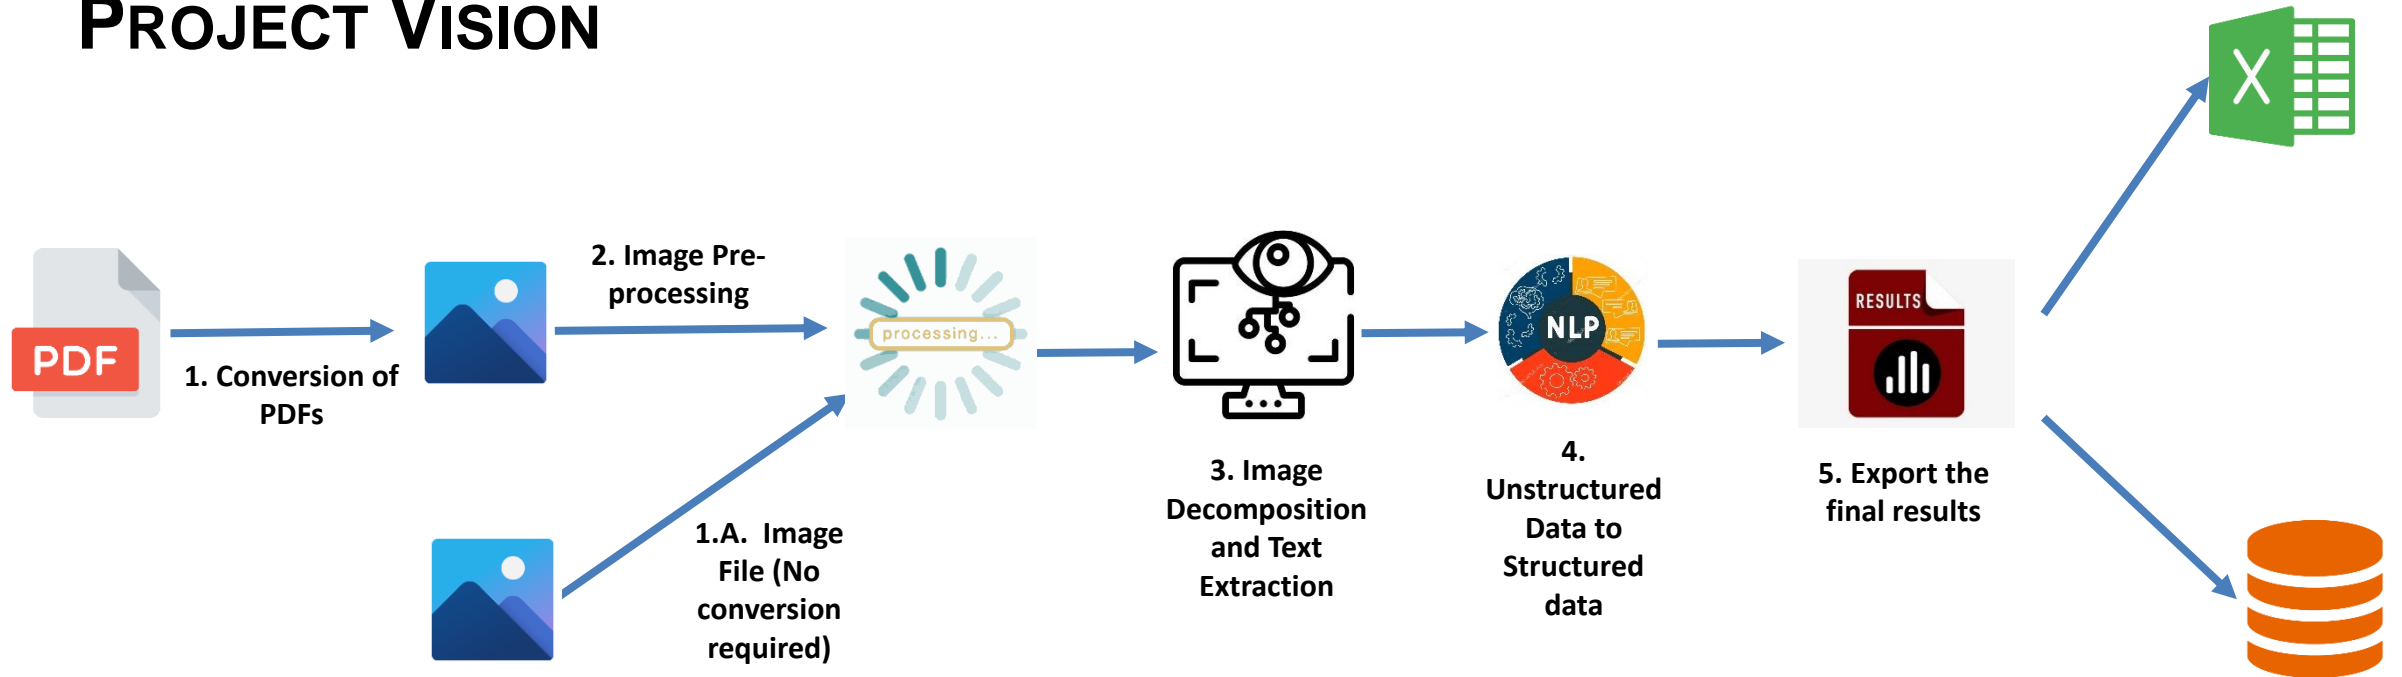 PROJECT VISION
PDF
1. Conversion of
PDFs
2. Image Pre-
processing
processing...
1.A.  Image
File (No
conversion
required)
3. Image
Decomposition
and Text
Extraction
NLP
4.
Unstructured
Data to
Structured
data
RESULTS
5. Export the
final results
X